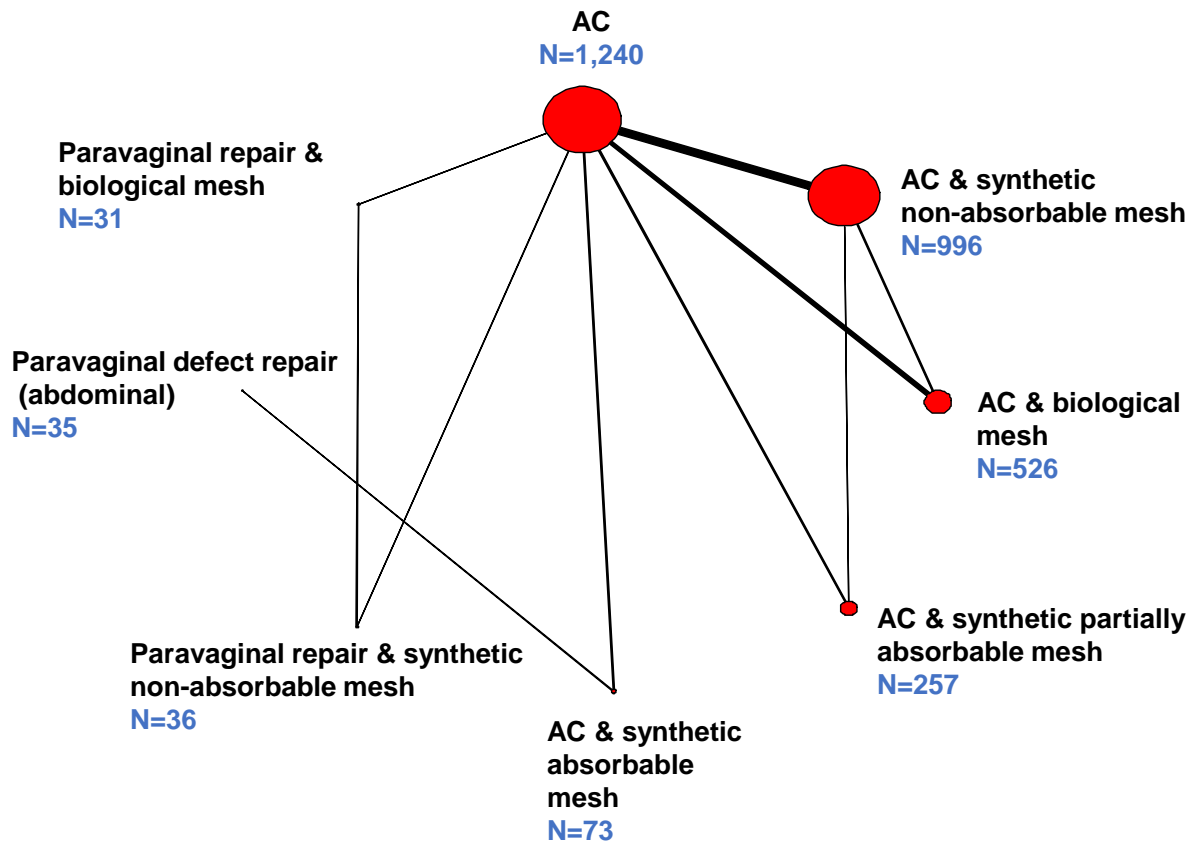 AC
N=1,240
Paravaginal repair &
biological mesh
N=31
AC & synthetic
non-absorbable mesh
N=996
Paravaginal defect repair
(abdominal)
N=35
AC & biological
mesh
N=526
Paravaginal repair & synthetic
non-absorbable mesh
N=36
AC & synthetic partially
absorbable mesh
N=257
AC & synthetic
absorbable
mesh
N=73